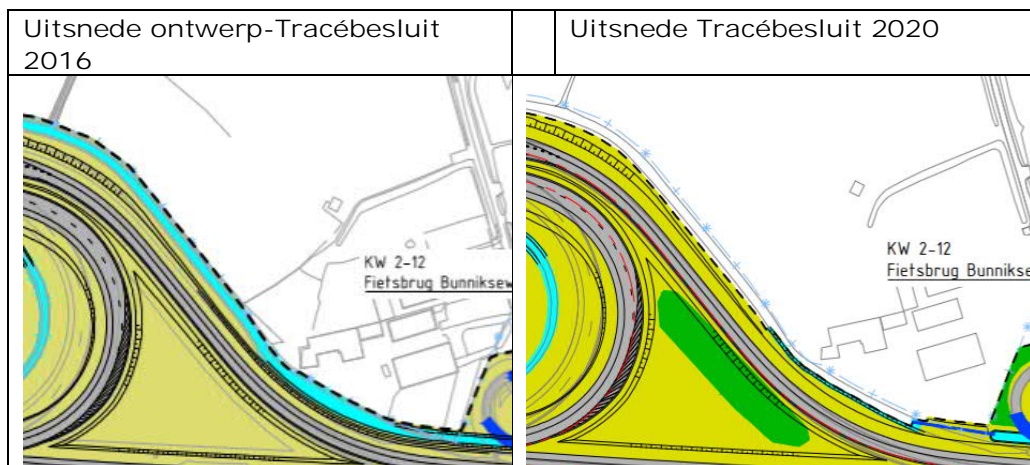 Uitsnede ontwerp-Tracébesluit
2016
Uitsnede Tracébesluit 2020
KW 2-12
Fietsbrug Bunniksew
KW 2-12
Fietsbrug Bunnikse